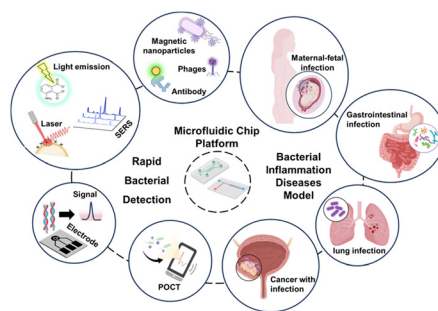 Magnetic
nanoparticles
Phages
Antibody
Light emission
Laser
SERS
Maternal-fetal
infection
Gastrointestinal
infection
Microfluidic Chip
Platform
Rapid
Bacterial
Detection
Bacterial
Inflammation
Diseases
Model
Signal
Electrode
POCT
Cancer with
infection
lung infection